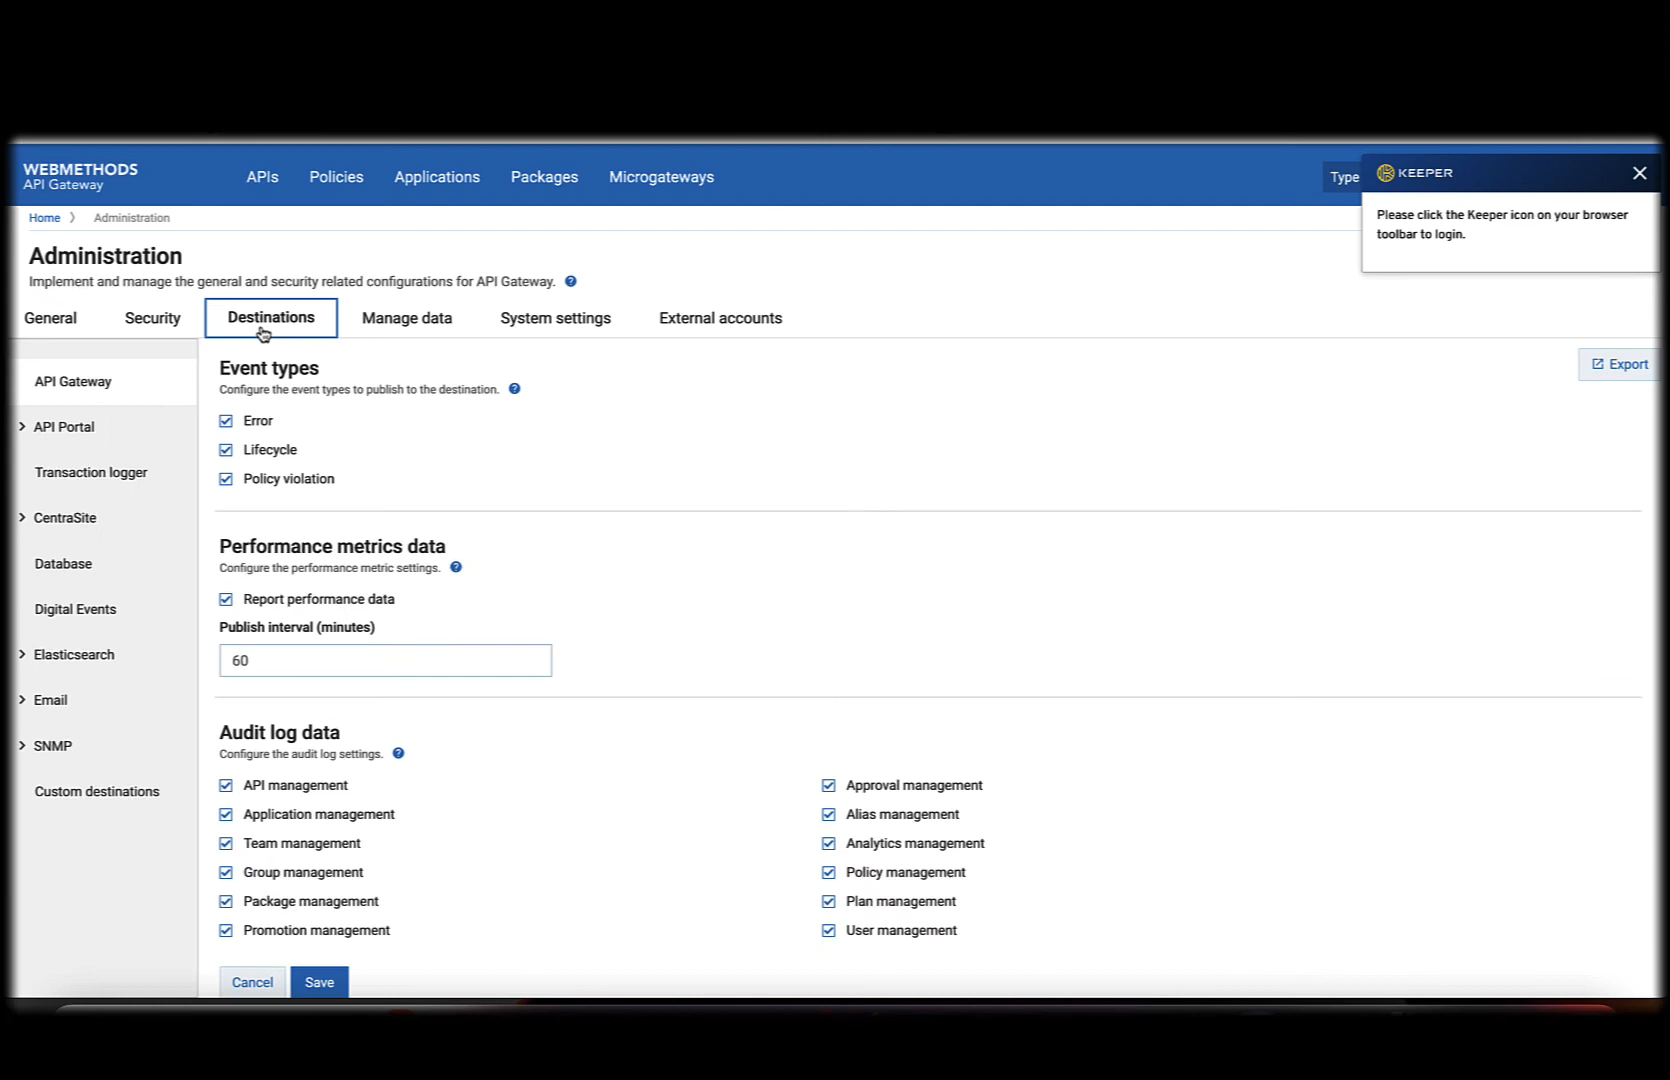 WEBMETHODS
API Gateway
APIs
Policies
Applications
Packages
Microgateways
Type
KEEPER
Please click the Keeper icon on your browser
toolbar to login.
Home
Administration
Administration
Implement and manage the general and security related configurations for API Gateway.
General
Security
Destinations
Manage data
System settings
External accounts
API Gateway
API Portal
Transaction logger
CentraSite
Database
Digital Events
Elasticsearch
Email
SNMP
Custom destinations
Export
Event types
Configure the event types to publish to the destination.
Error
Lifecycle
Policy violation
Performance metrics data
Configure the performance metric settings.
Report performance data
Publish interval (minutes)
60
Audit log data
Configure the audit log settings.
API management
Application management
Team management
Group management
Package management
Promotion management
Approval management
Alias management
Analytics management
Policy management
Plan management
User management
Cancel
Save